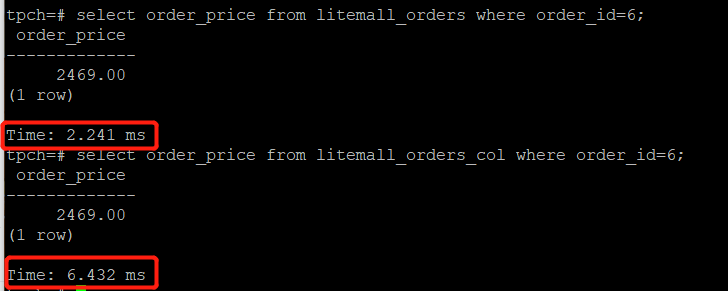 tpch=# select order_price from litemall_orders where order_id=6;
 order_price
-------------
     2469.00
(1 row)
Time: 2.241 ms
tpch=# select order_price from litemall_orders_col where order_id=6;
 order_price
-------------
     2469.00
(1 row)
Time: 6.432 ms